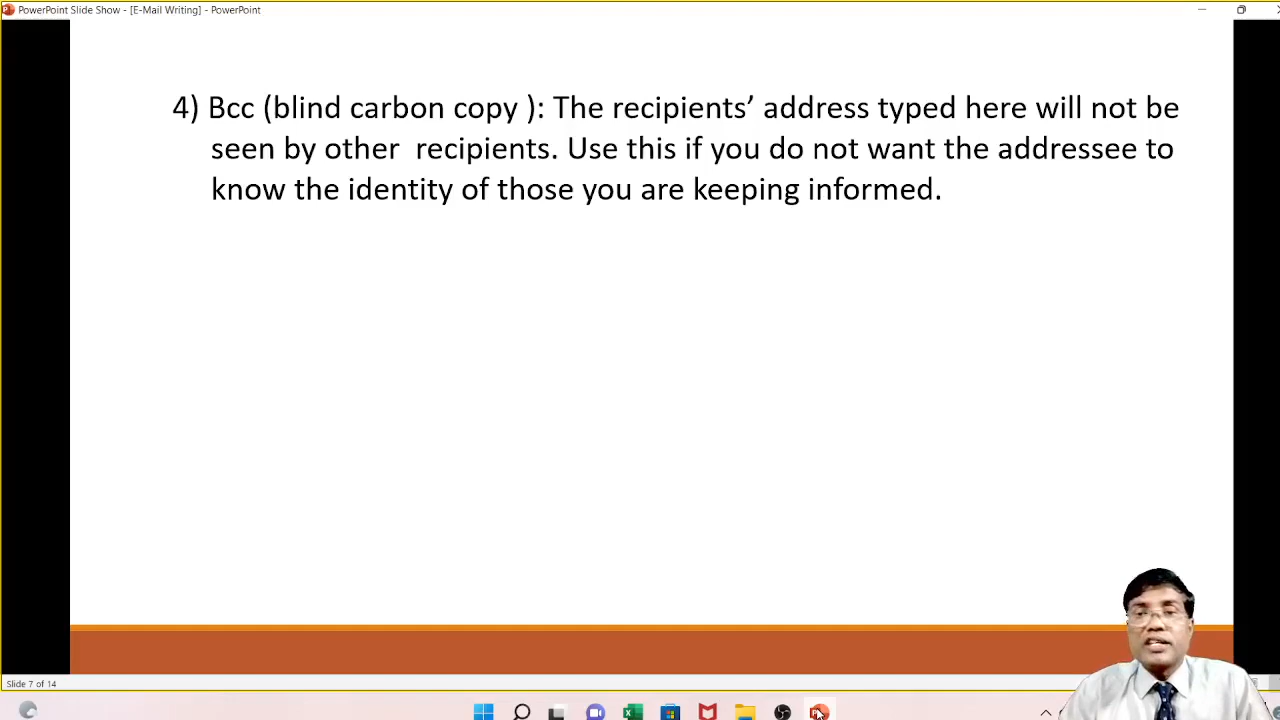 PowerPoint Slide Show - [E-Mail Writing] - PowerPoint
4) Bcc (blind carbon copy ): The recipients’ address typed here will not be
seen by other  recipients. Use this if you do not want the addressee to
know the identity of those you are keeping informed.
Slide 7 of 14